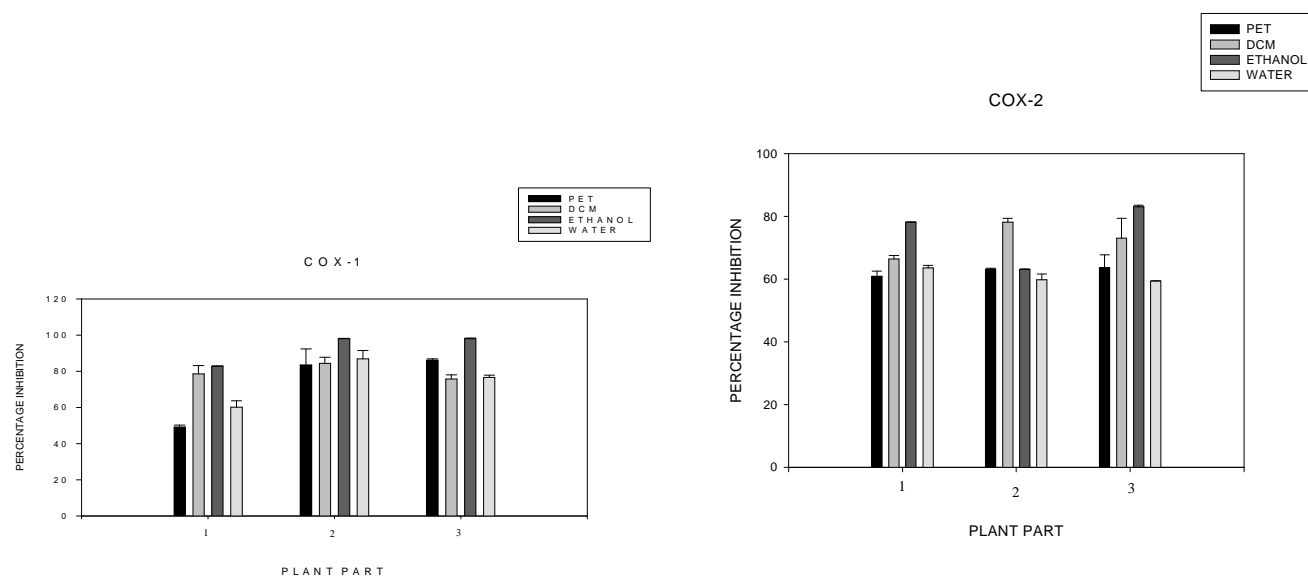 COX-1
PET
DCM
ETHANOL
WATER
PERCENTAGE INHIBITION
120
100
80
60
40
20
0
1
2
3
PLANT PART
COX-2
PET
DCM
ETHANOL
WATER
PERCENTAGE INHIBITION
100
80
60
40
20
0
1
2
3
PLANT PART